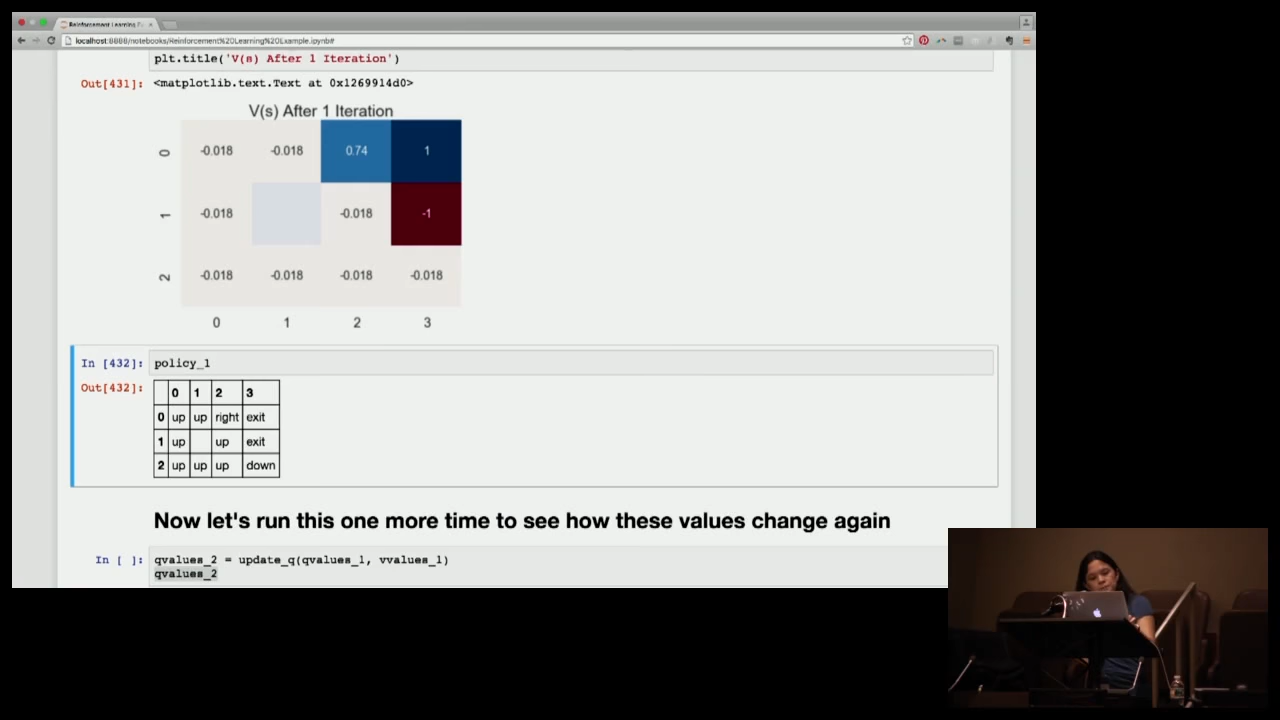 Reinforcement Learning Ex
localhost:8888/notebooks/Reinforcement%20Learning%20Example.ipynb#
plt.title('V(s) After 1 Iteration')
Out[431]: <matplotlib.text.Text at 0x1269914d0>
V(s) After 1 Iteration
0 -0.018 -0.018 0.74 1
1 -0.018 -0.018 -1
2 -0.018 -0.018 -0.018 -0.018
0 1 2 3
In [432]: policy_1
Out[432]:
0 1 2 3
0 up up right exit
1 up up exit
2 up up up down
Now let's run this one more time to see how these values change again
In [ ]: qvalues_2 = update_q(qvalues_1, vvalues_1)
qvalues_2